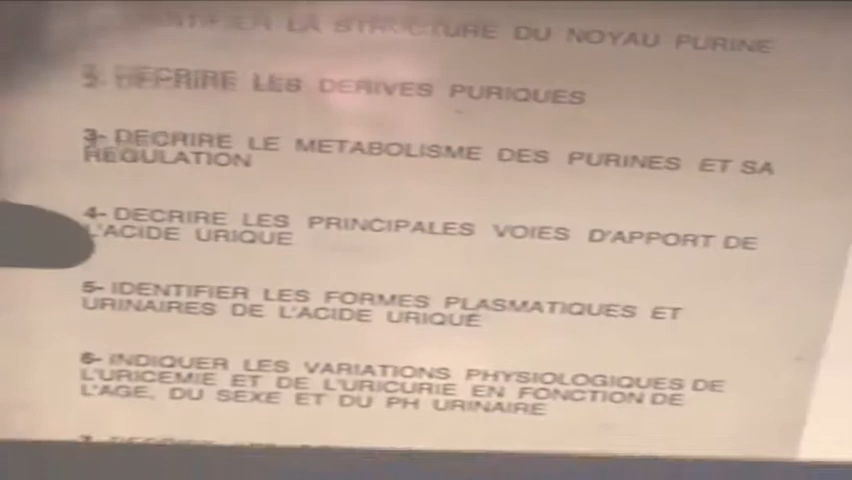 LA STRUCTURE DU NOYAU PURINE
2- DECRIRE LES DERIVES PURIQUES
3- DECRIRE LE METABOLISME DES PURINES ET SA
REGULATION
4- DECRIRE LES PRINCIPALES VOIES D'APPORT DE
L'ACIDE URIQUE
5- IDENTIFIER LES FORMES PLASMATIQUES ET
URINAIRES DE L'ACIDE URIQUE
6- INDIQUER LES VARIATIONS PHYSIOLOGIQUES DE
L'URICEMIE ET DE L'URICURIE EN FONCTION DE
L'AGE, DU SEXE ET DU PH URINAIRE